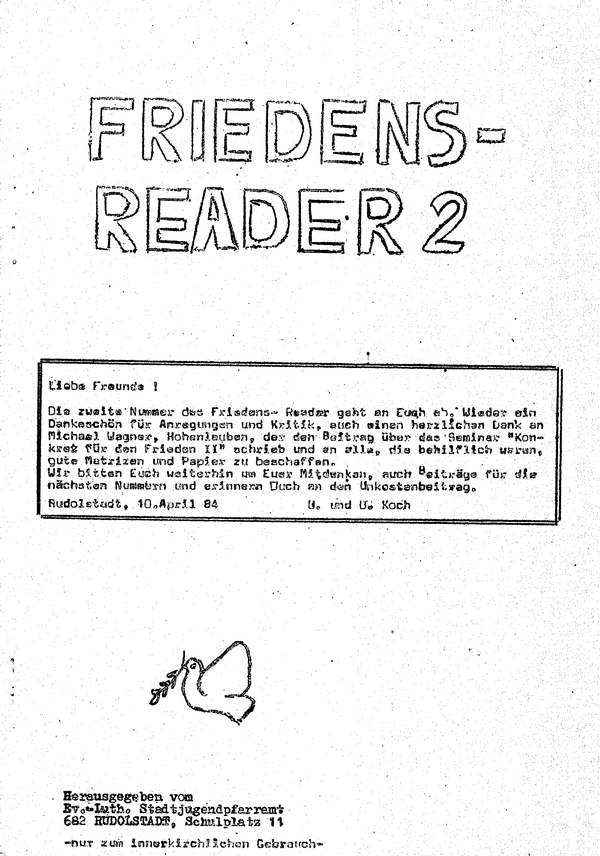 FRIEDENS-
READER 2
Liebe Freunde !
Die zweite Nummer des Friedens- Reader geht an Euch ab. Wieder ein
Dankeschön für Anregungen und Kritik, auch einen herzlichen Dank an
Michael Wagner, Hohenleuben, der den Beitrag über das Seminar "Kon-
kret für den Frieden II" schrieb und an alle, die behilflich waren,
gute Matrizen und Papier zu beschaffen.
Wir bitten Euch weiterhin um Euer Mitdenken, auch Beiträge für die
nächsten Nummern und erinnern Euch an den Unkostenbeitrag.
Rudolstadt, 10.April 84 U. und U. Koch
Herausgegeben vom
Ev.-Luth. Stadtjugendpfarramt
682 RUDOLSTADT, Schulplatz 11
-nur zum innerkirchlichen Gebrauch-